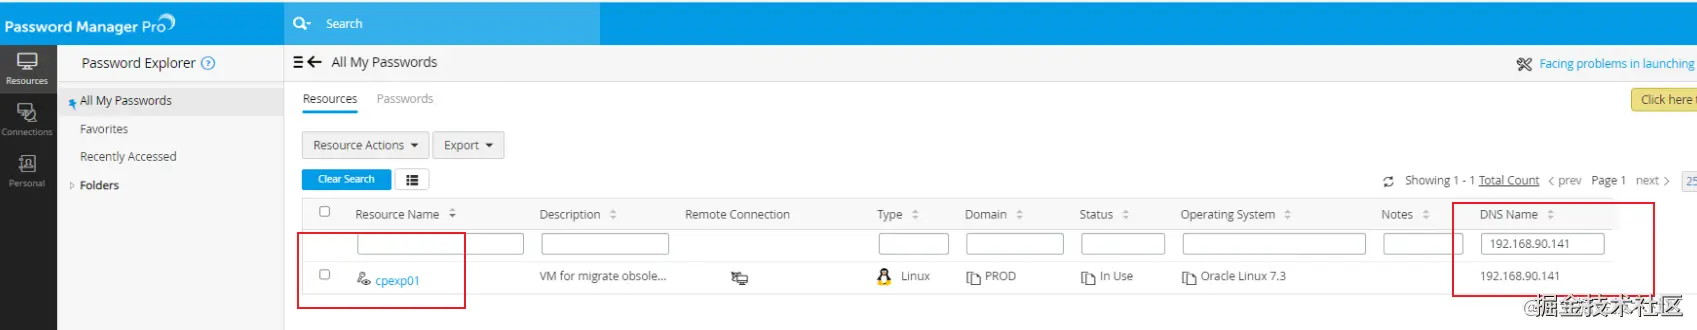 Password Manager Pro
Search
Resources
Connections
Personal
Password Explorer ?
All My Passwords
Favorites
Recently Accessed
Folders
All My Passwords
Facing problems in launching
Resources Passwords
Click here
Resource Actions Export
Clear Search
Showing 1 - 1 Total Count < prev Page 1 next > 25
Resource Name Description Remote Connection Type Domain Status Operating System Notes DNS Name
192.168.90.141
cpexp01 VM for migrate obsole... Linux PROD In Use Oracle Linux 7.3 192.168.90.141
@掘金技术社区